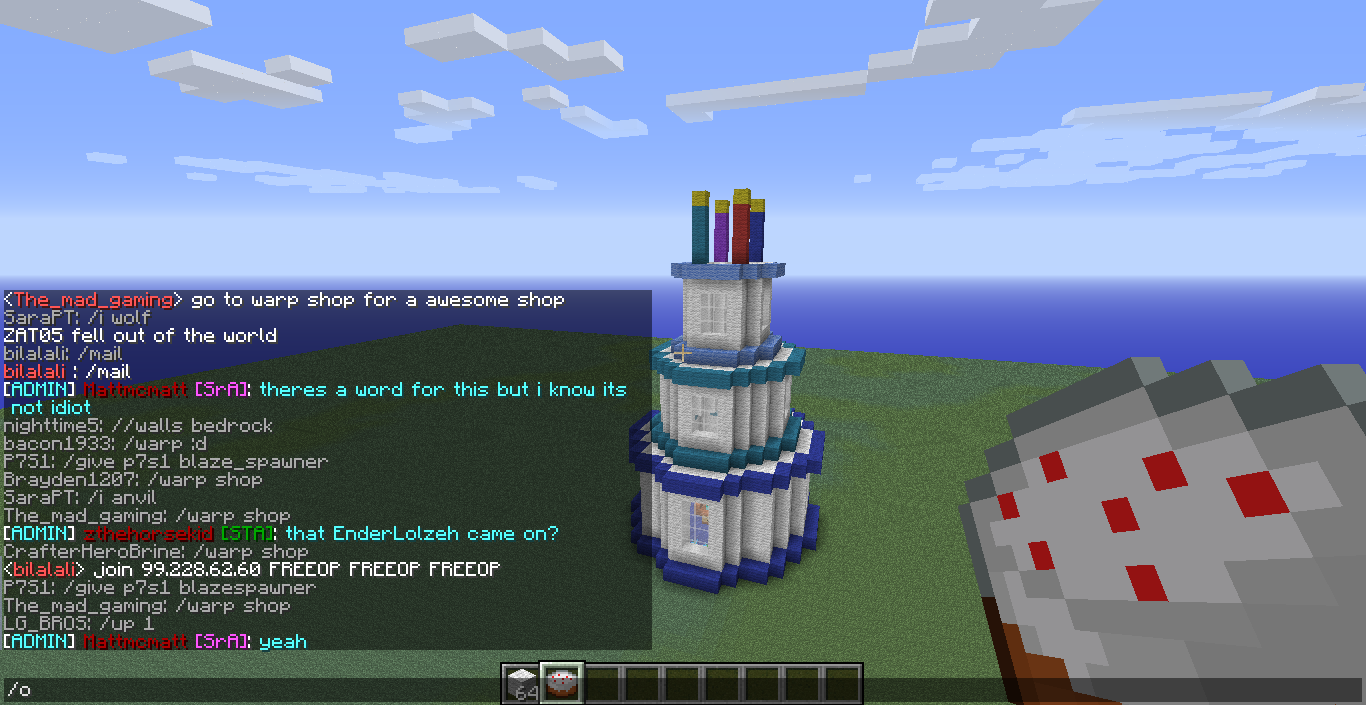 <The_mad_gaming> go to warp shop for a awesome shop
SaraPT: /i wolf
ZAT05 fell out of the world
bilalali: /mail
bilalali : /mail
[ADMIN] Mattmcmatt [SrA]: theres a word for this but i know its
not idiot
nighttime5: //walls bedrock
bacon1933: /warp :d
P7S1: /give p7s1 blaze_spawner
Brayden1207: /warp shop
SaraPT: /i anvil
The_mad_gaming: /warp shop
[ADMIN] zthehorsekid [STA]: that EnderLolzeh came on?
CrafterHeroBrine: /warp shop
<bilalali> join 99.228.62.60 FREEOP FREEOP FREEOP
P7S1: /give p7s1 blazespawner
The_mad_gaming: /warp shop
LG_BROS: /up 1
[ADMIN] Mattmcmatt [SrA]: yeah
64
/o